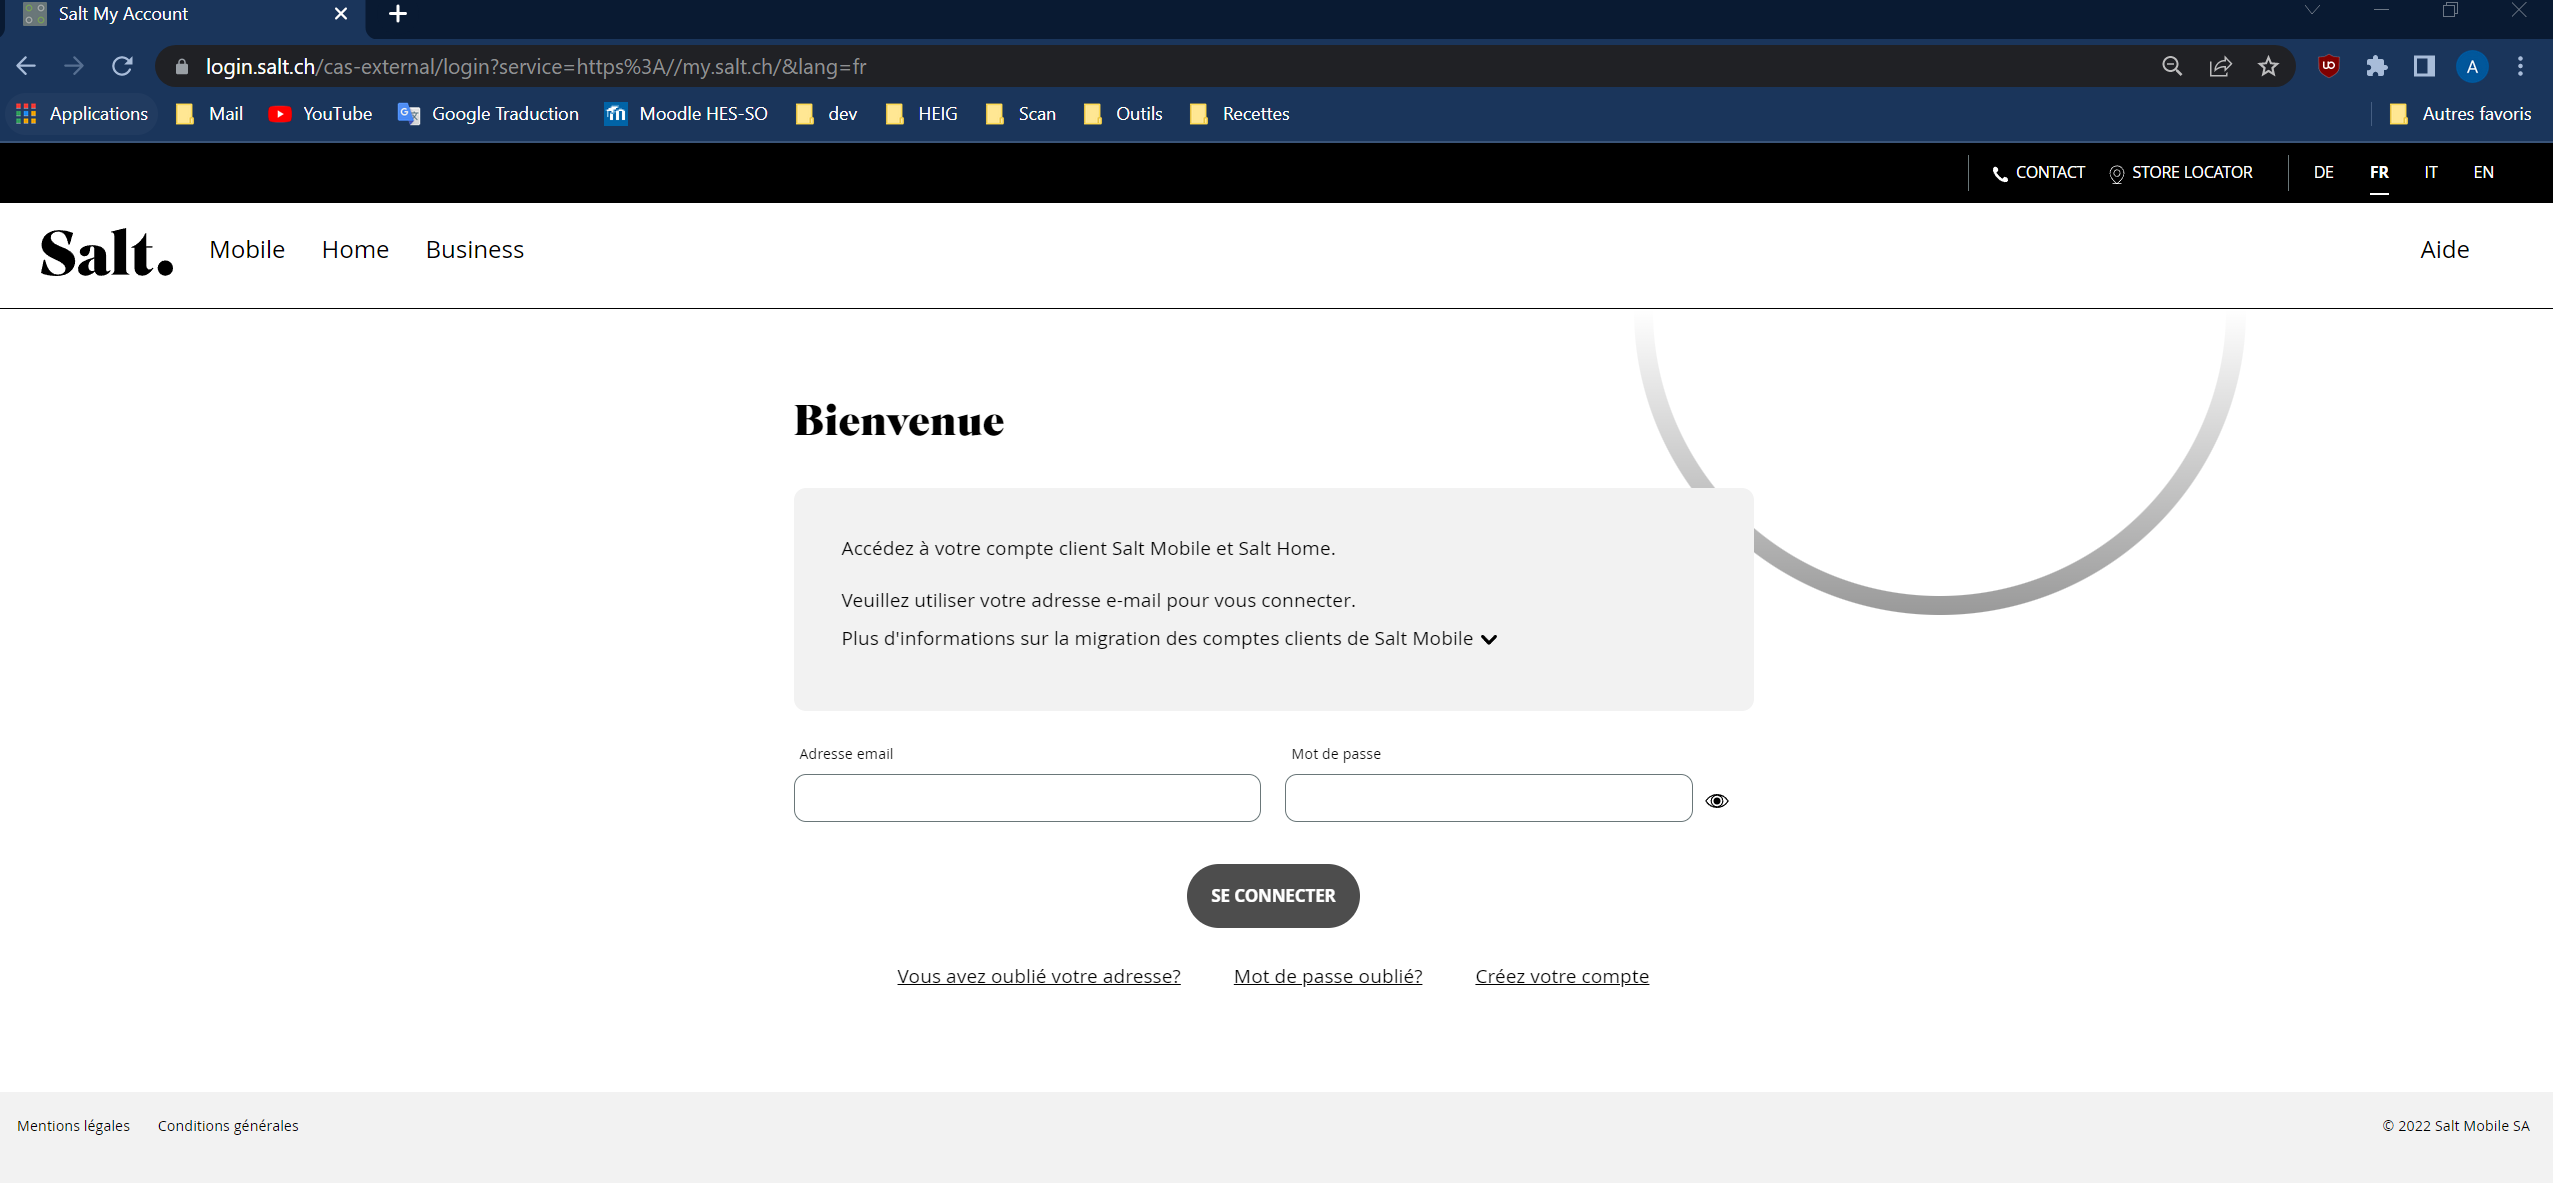 Salt My Account
login.salt.ch/cas-external/login?service=https%3A//my.salt.ch/&lang=fr
A
Applications Mail YouTube Google Traduction Moodle HES-SO dev HEIG Scan Outils Recettes Autres favoris
CONTACT STORE LOCATOR DE FR IT EN
Salt. Mobile Home Business Aide
Bienvenue
Accédez à votre compte client Salt Mobile et Salt Home.
Veuillez utiliser votre adresse e-mail pour vous connecter.
Plus d'informations sur la migration des comptes clients de Salt Mobile
Adresse email Mot de passe
SE CONNECTER
Vous avez oublié votre adresse? Mot de passe oublié? Créez votre compte
Mentions légales Conditions générales © 2022 Salt Mobile SA